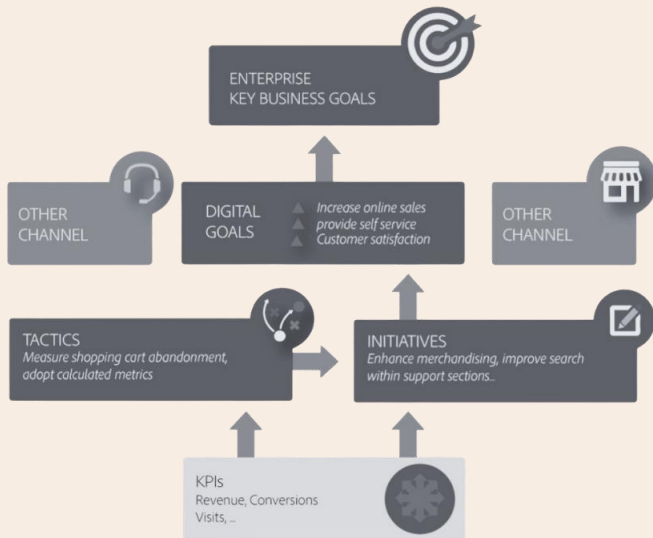 ENTERPRISE
KEY BUSINESS GOALS
OTHER
CHANNEL
DIGITAL
GOALS
Increase online sales
provide self service
Customer satisfaction
OTHER
CHANNEL
TACTICS
Measure shopping cart abandonment,
adopt calculated metrics
INITIATIVES
Enhance merchandising, improve search
within support sections...
KPIs
Revenue, Conversions
Visits, ...